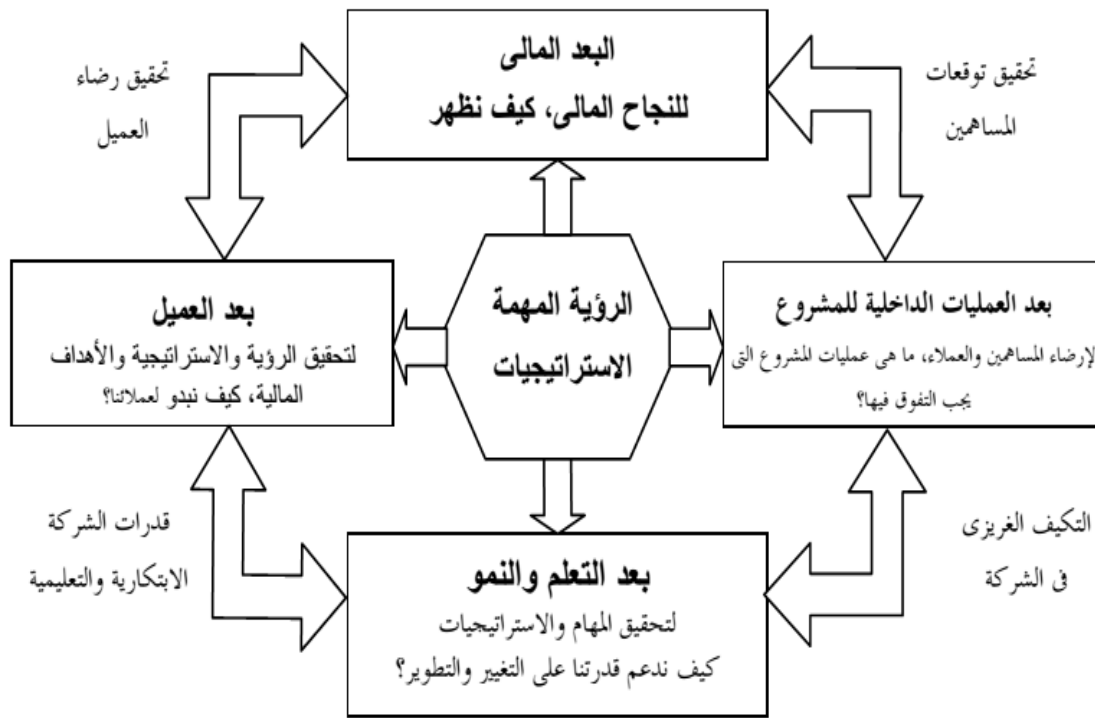 البعد المالى
للنجاح المالى، كيف نظهر
تحقيق توقعات
المساهمين
تحقيق رضاء
العميل
الرؤية المهمة
الاستراتيجيات
بعد العمليات الداخلية للمشروع
لإرضاء المساهمين والعملاء، ما هى عمليات المشروع التى
يجب التفوق فيها؟
بعد العميل
لتحقيق الرؤية والاستراتيجية والأهداف
المالية، كيف نبدو لعملائنا؟
التكيف الغريزى
فى الشركة
قدرات الشركة
الابتكارية والتعليمية
بعد التعلم والنمو
لتحقيق المهام والاستراتيجيات
كيف ندعم قدرتنا على التغيير والتطوير؟